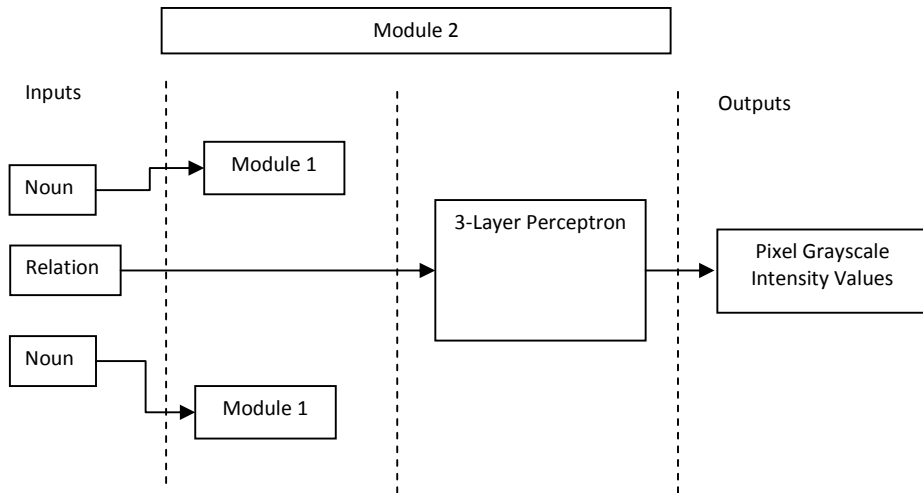 Module 2
Inputs
Outputs
Module 1
Noun
3-Layer Perceptron
Relation
Pixel Grayscale
Intensity Values
Noun
Module 1